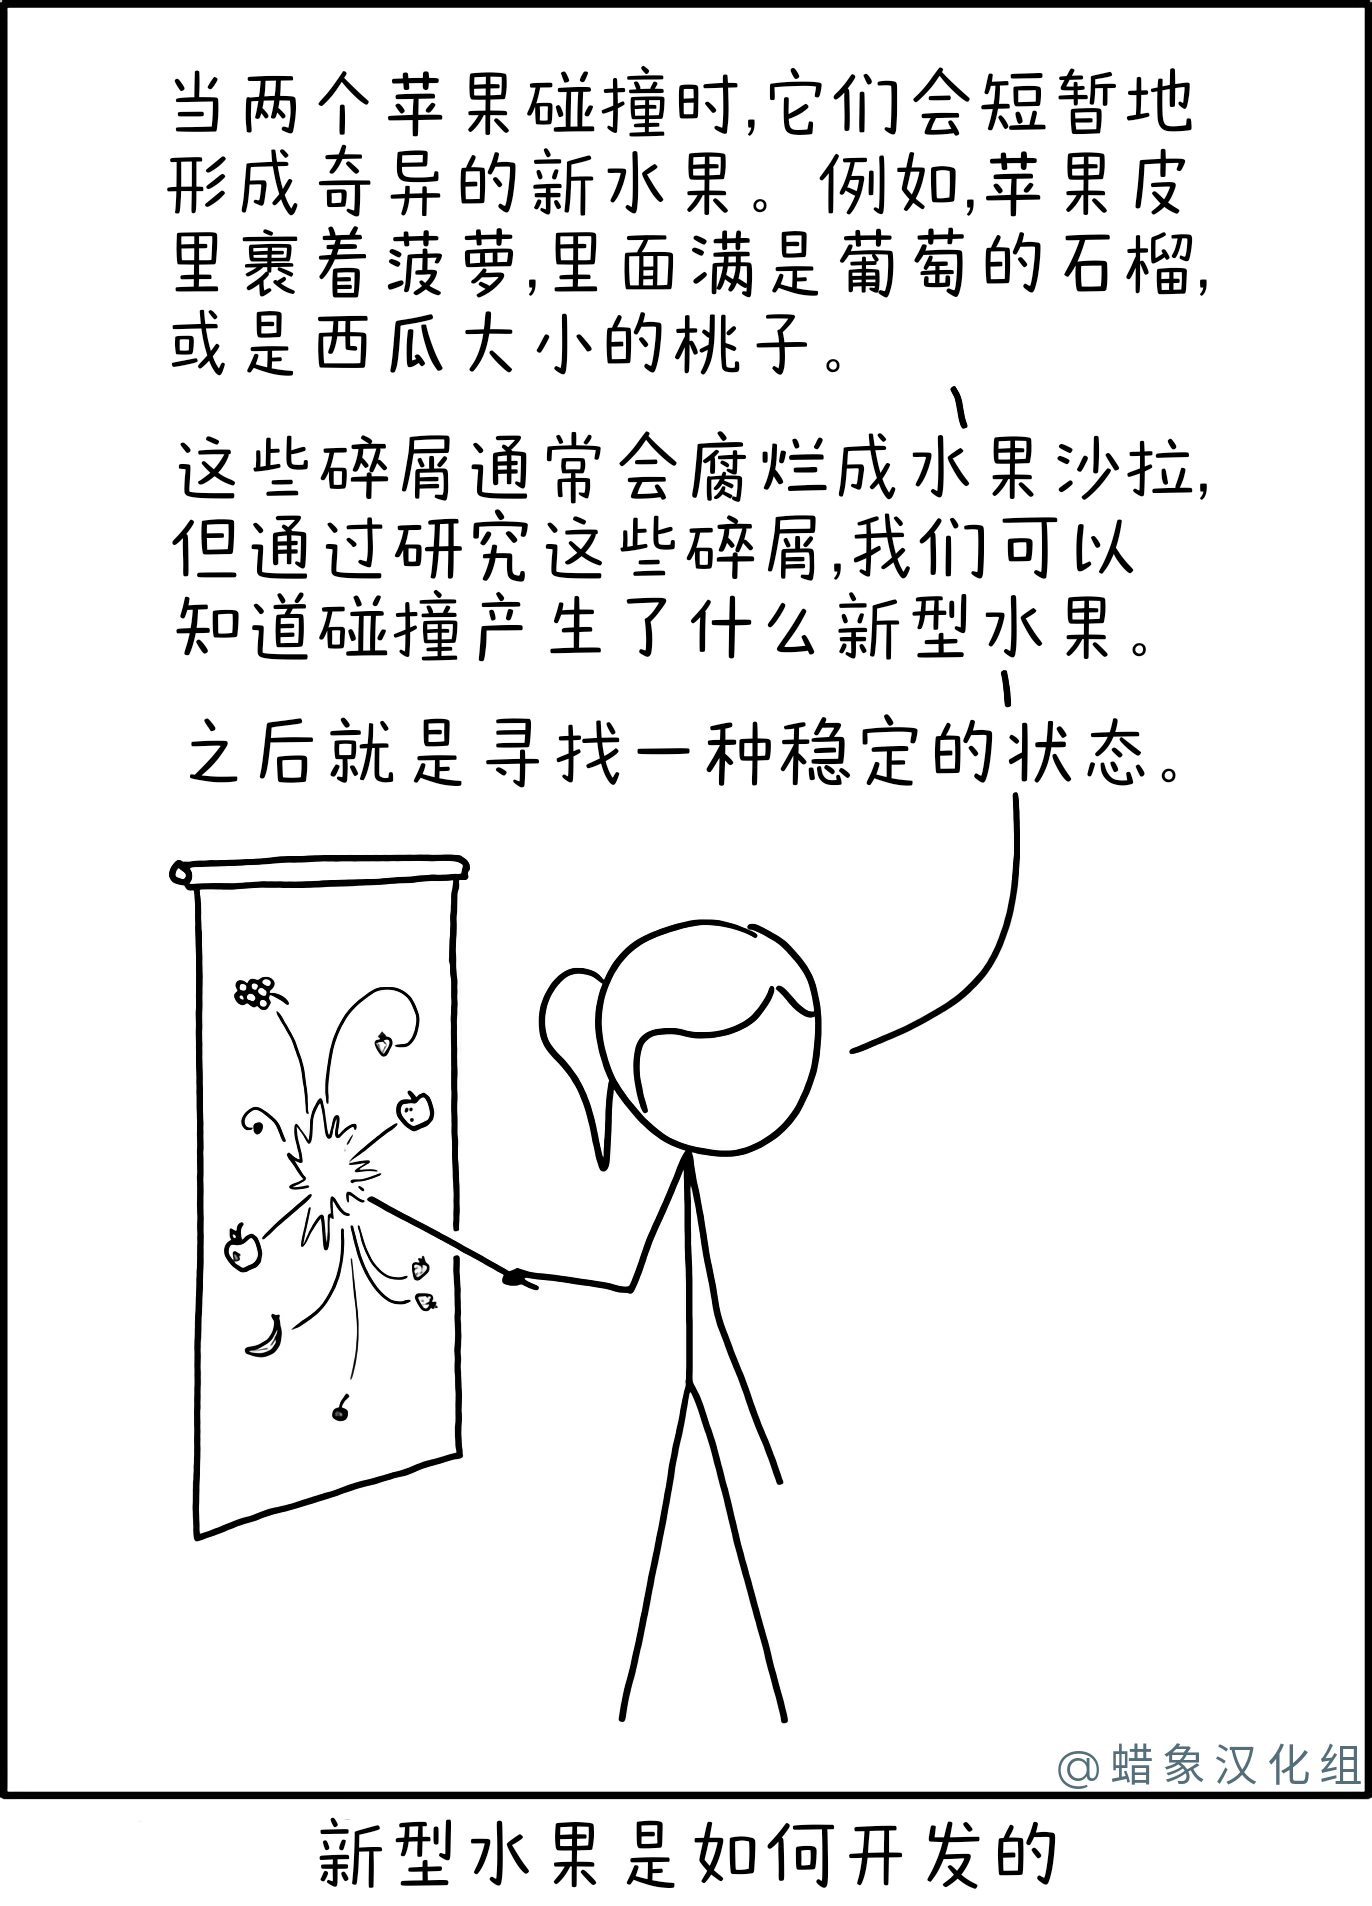 当两个苹果碰撞时,它们会短暂地
形成奇异的新水果。例如,苹果皮
里裹着菠萝,里面满是葡萄的石榴,
或是西瓜大小的桃子。
这些碎屑通常会腐烂成水果沙拉,
但通过研究这些碎屑,我们可以
知道碰撞产生了什么新型水果。
之后就是寻找一种稳定的状态。
@蜡象汉化组
新型水果是如何开发的